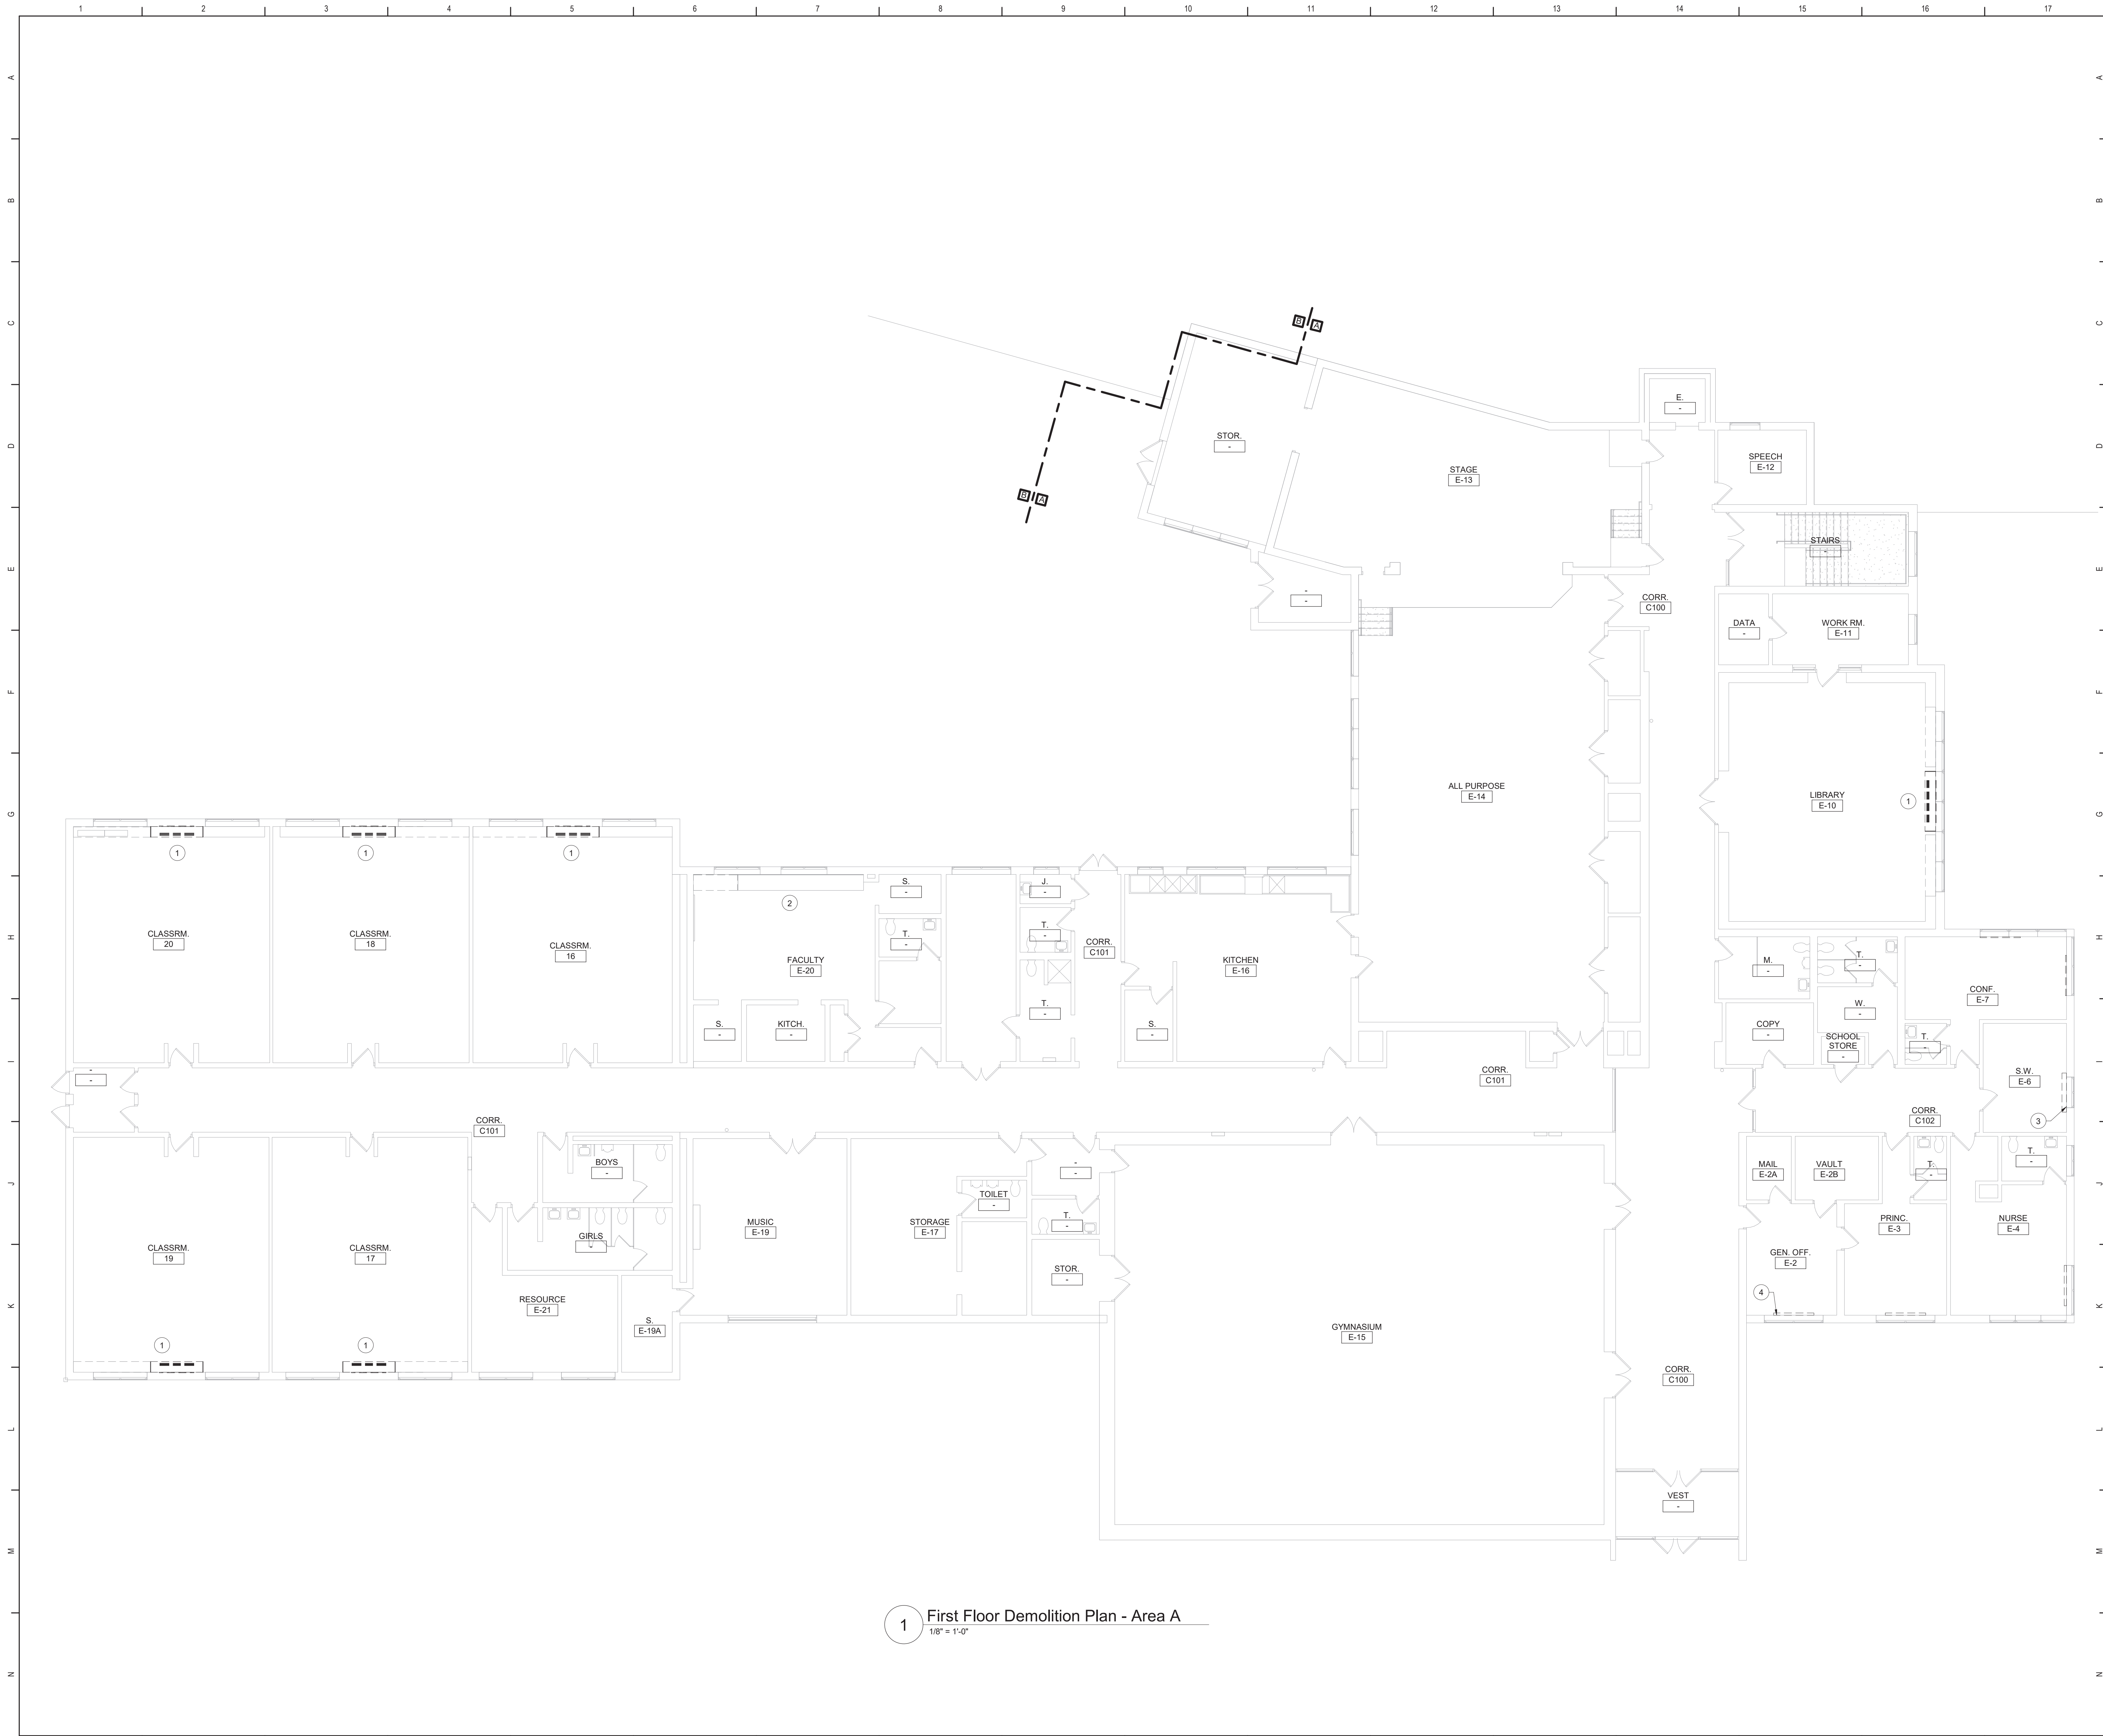 1 2 3 4 5 6 7 8 9 10 11 12 13 14 15 16 17
A A
B B
C C
B A
D D
E.
-
STOR.
-
SPEECH
E-12
STAGE
E-13
B A
E E
STAIRS
-
-
-
CORR.
C100
DATA
-
WORK RM.
E-11
F F
ALL PURPOSE
E-14
LIBRARY
E-10
1
G G
1 1 1
S.
-
J.
-
2
H H
CLASSRM.
20
CLASSRM.
18
CLASSRM.
16
T.
-
T.
-
CORR.
C101
FACULTY
E-20
KITCHEN
E-16
M.
-
T.
-
CONF.
E-7
T.
-
W.
-
S.
-
KITCH.
-
S.
-
COPY
-
SCHOOL
STORE
-
T.
-
I I
-
-
CORR.
C101
S.W.
E-6
CORR.
C101
CORR.
C102
3
BOYS
-
-
-
MAIL
E-2A
VAULT
E-2B
T.
-
T.
-
J J
TOILET
-
MUSIC
E-19
STORAGE
E-17
T.
-
PRINC.
E-3
NURSE
E-4
GIRLS
-
CLASSRM.
19
CLASSRM.
17
GEN. OFF.
E-2
STOR.
-
4
K K
RESOURCE
E-21
S.
E-19A
GYMNASIUM
E-15
1 1
CORR.
C100
L L
VEST
-
M M
1
First Floor Demolition Plan - Area A
1/8" = 1'-0"
N N